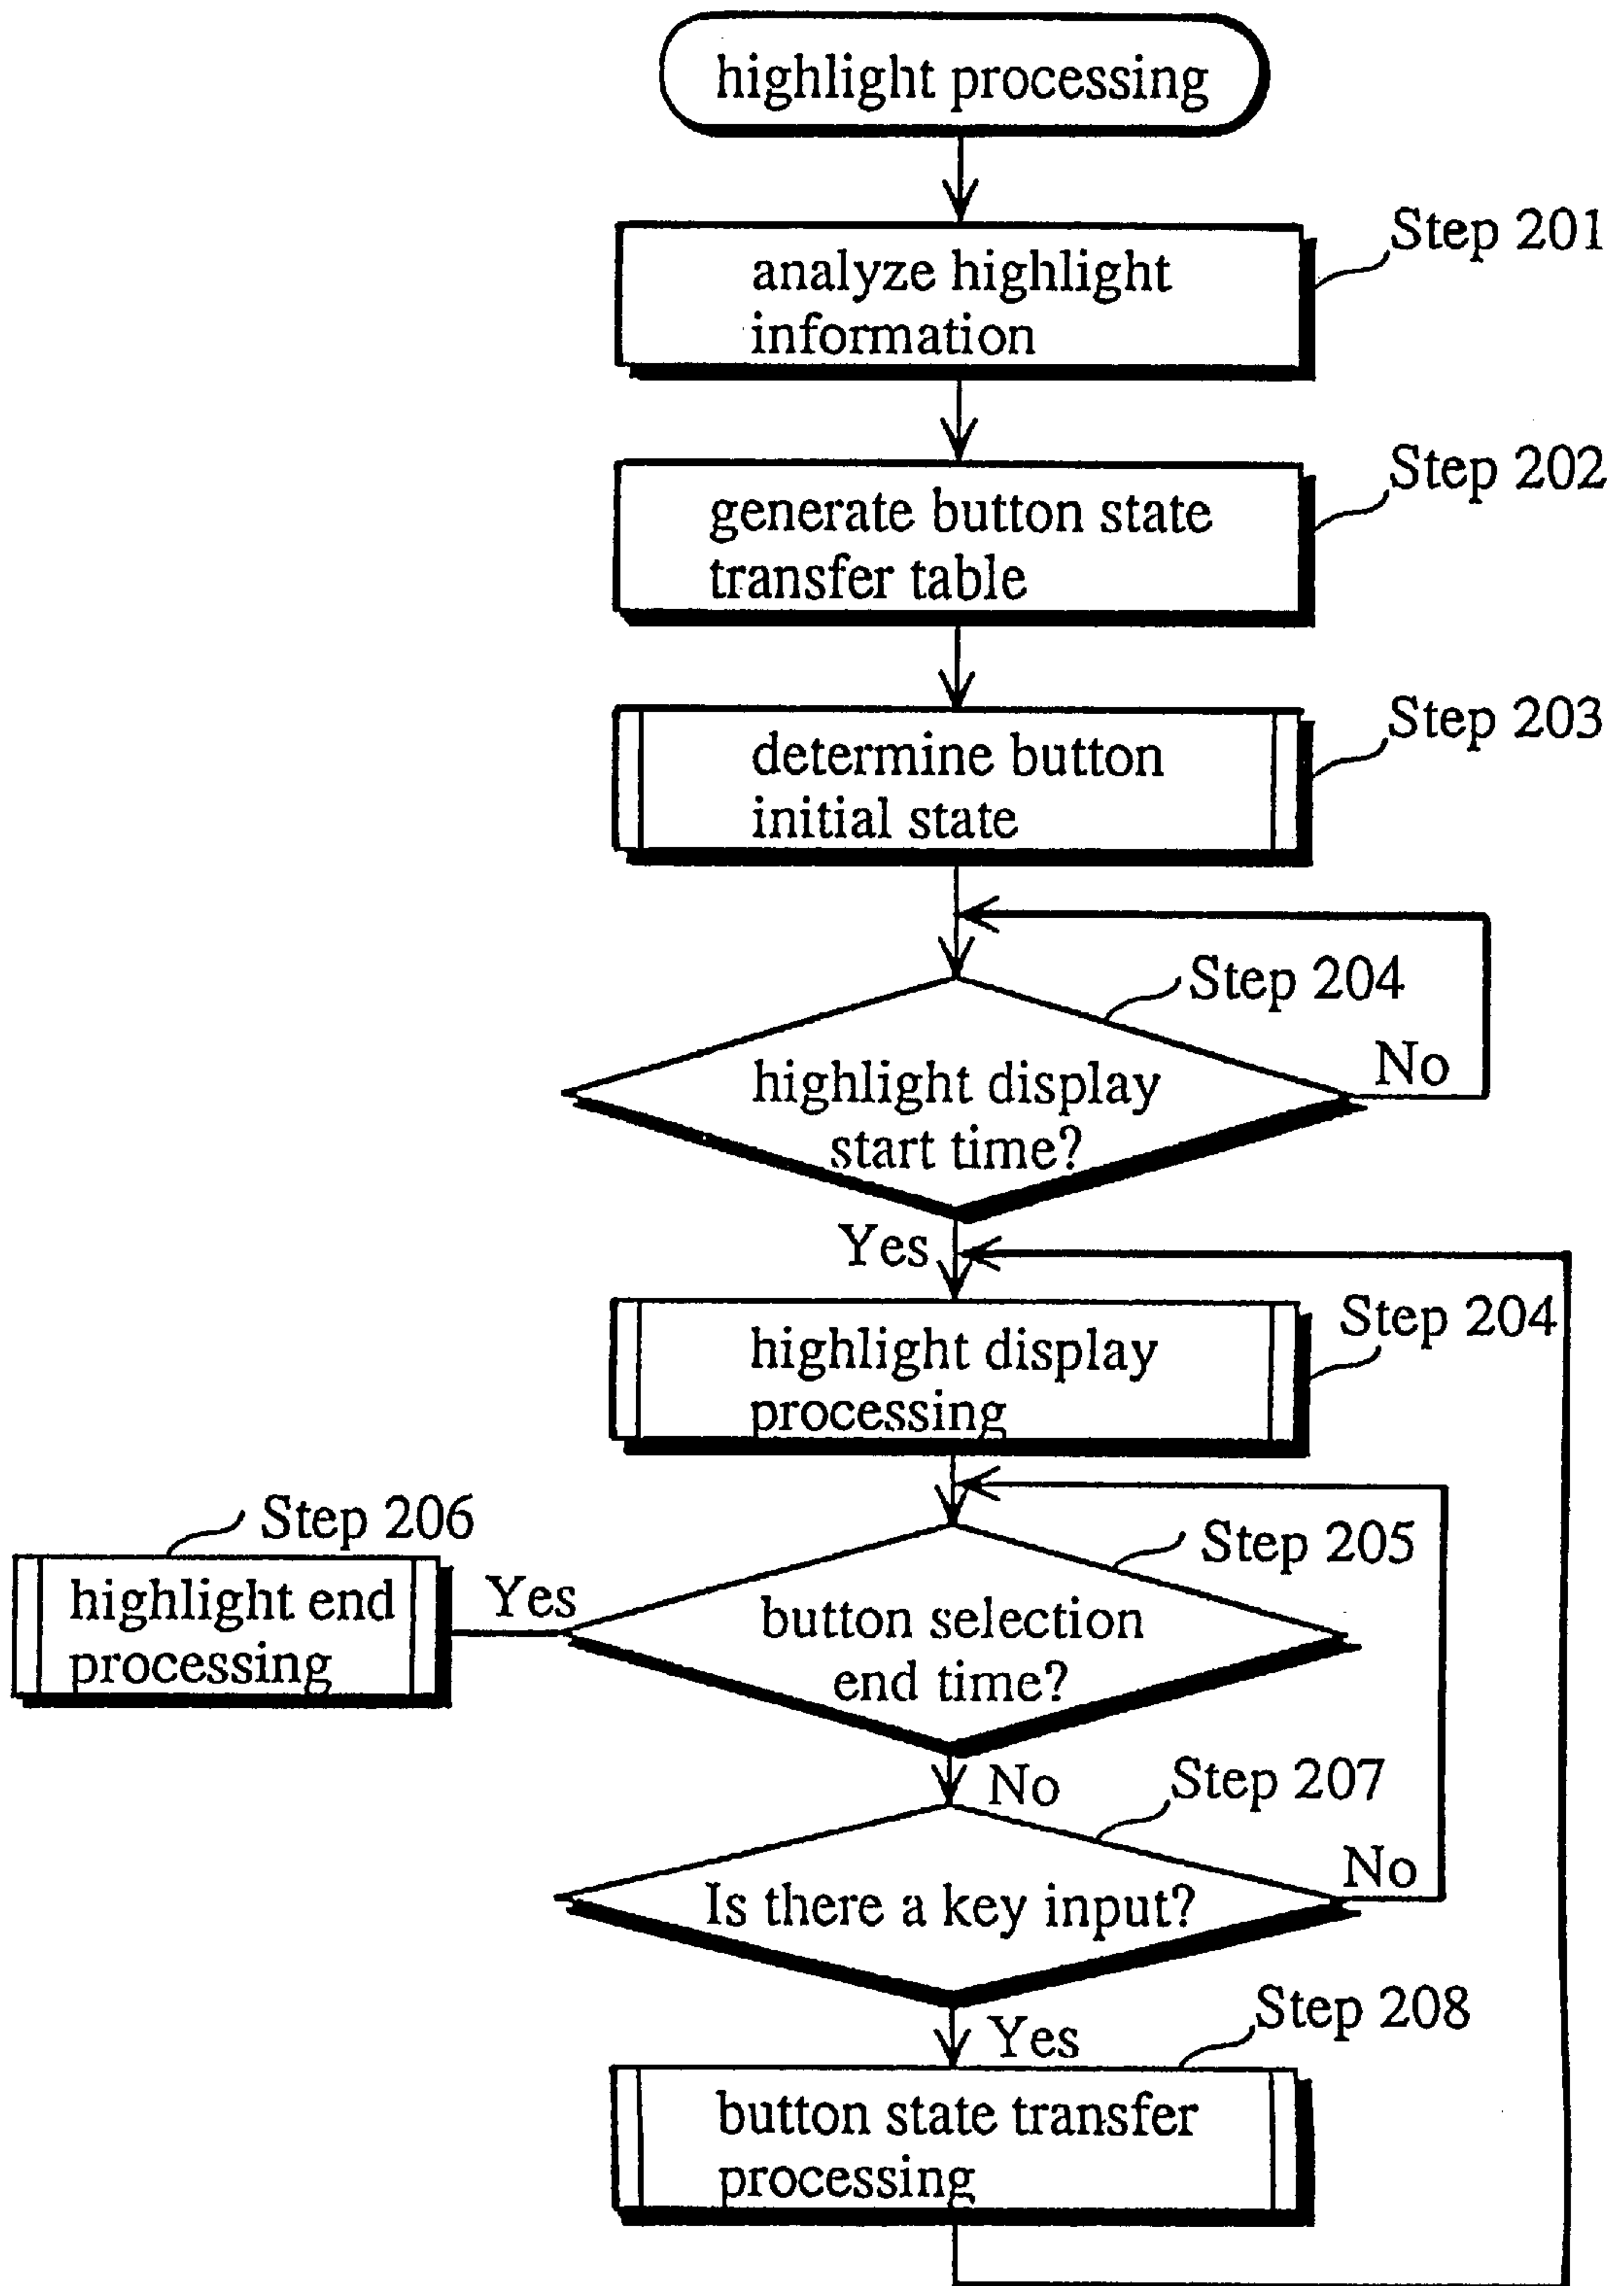 highlight processing
Step 201
analyze highlight
information
Step 202
generate button state
transfer table
Step 203
determine button
initial state
Step 204
No
highlight display
start time?
Yes
Step 204
highlight display
processing
Step 206
highlight end
processing
Yes
Step 205
button selection
end time?
No
Step 207
No
Is there a key input?
Yes
Step 208
button state transfer
processing